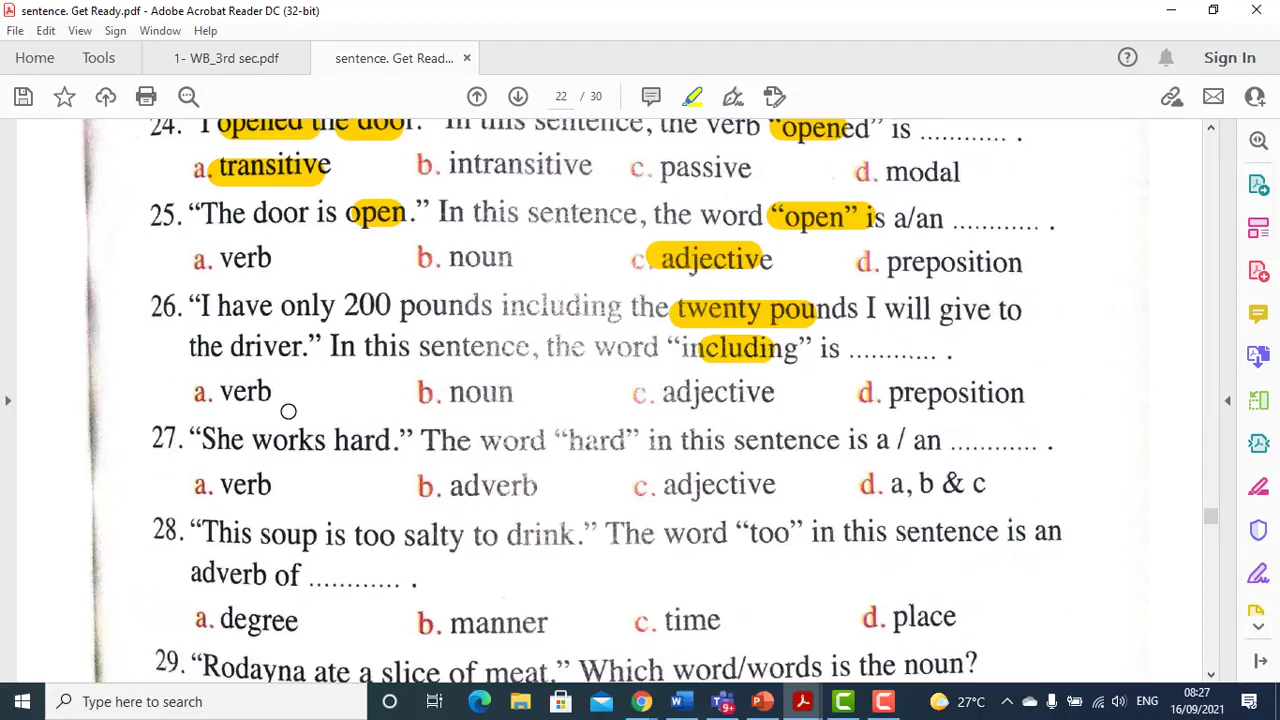 sentence. Get Ready.pdf - Adobe Acrobat Reader DC (32-bit)
File Edit View Sign Window Help
Home Tools 1- WB_3rd sec.pdf sentence. Get Read... × Sign In
22 / 30
24. "I opened the door." In this sentence, the verb "opened" is ............ .
a. transitive b. intransitive c. passive d. modal
25. "The door is open." In this sentence, the word "open" is a/an ............ .
a. verb b. noun c. adjective d. preposition
26. "I have only 200 pounds including the twenty pounds I will give to
the driver." In this sentence, the word "including" is ............ .
a. verb b. noun c. adjective d. preposition
27. "She works hard." The word "hard" in this sentence is a / an ............ .
a. verb b. adverb c. adjective d. a, b & c
28. "This soup is too salty to drink." The word "too" in this sentence is an
adverb of ............ .
a. degree b. manner c. time d. place
29. "Rodayna ate a slice of meat." Which word/words is the noun?
Type here to search 9+ 27°C ENG 08:27
16/09/2021